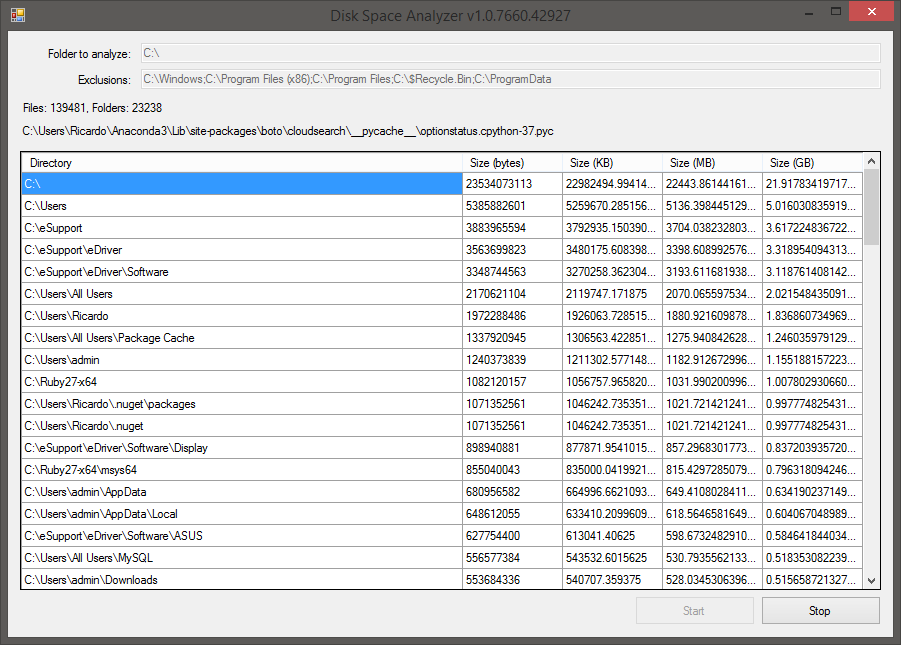 Disk Space Analyzer v1.0.7660.42927
Folder to analyze: C:\
Exclusions: C:\Windows;C:\Program Files (x86);C:\Program Files;C:\$Recycle.Bin;C:\ProgramData
Files: 139481, Folders: 23238
C:\Users\Ricardo\Anaconda3\Lib\site-packages\boto\cloudsearch\__pycache__\optionstatus.cpython-37.pyc
Directory Size (bytes) Size (KB) Size (MB) Size (GB)
C:\ 23534073113 22982494.99414... 22443.86144161... 21.91783419717...
C:\Users 5385882601 5259670.285156... 5136.398445129... 5.016030835919...
C:\eSupport 3883965594 3792935.150390... 3704.038232803... 3.617224836722...
C:\eSupport\eDriver 3563699823 3480175.608398... 3398.608992576... 3.318954094313...
C:\eSupport\eDriver\Software 3348744563 3270258.362304... 3193.611681938... 3.118761408142...
C:\Users\All Users 2170621104 2119747.171875 2070.065597534... 2.021548435091...
C:\Users\Ricardo 1972288486 1926063.728515... 1880.921609878... 1.836860734969...
C:\Users\All Users\Package Cache 1337920945 1306563.422851... 1275.940842628... 1.246035979129...
C:\Users\admin 1240373839 1211302.577148... 1182.912672996... 1.155188157223...
C:\Ruby27-x64 1082120157 1056757.965820... 1031.990200996... 1.007802930660...
C:\Users\Ricardo\.nuget\packages 1071352561 1046242.735351... 1021.721421241... 0.997774825431...
C:\Users\Ricardo\.nuget 1071352561 1046242.735351... 1021.721421241... 0.997774825431...
C:\eSupport\eDriver\Software\Display 898940881 877871.9541015... 857.2968301773... 0.837203935720...
C:\Ruby27-x64\msys64 855040043 835000.0419921... 815.4297285079... 0.796318094246...
C:\Users\admin\AppData 680956582 664996.6621093... 649.4108028411... 0.634190237149...
C:\Users\admin\AppData\Local 648612055 633410.2099609... 618.5646581649... 0.604067048989...
C:\eSupport\eDriver\Software\ASUS 627754400 613041.40625 598.6732482910... 0.584641844034...
C:\Users\All Users\MySQL 556577384 543532.6015625 530.7935562133... 0.518353082239...
C:\Users\admin\Downloads 553684336 540707.359375 528.0345306396... 0.515658721327...
Start Stop